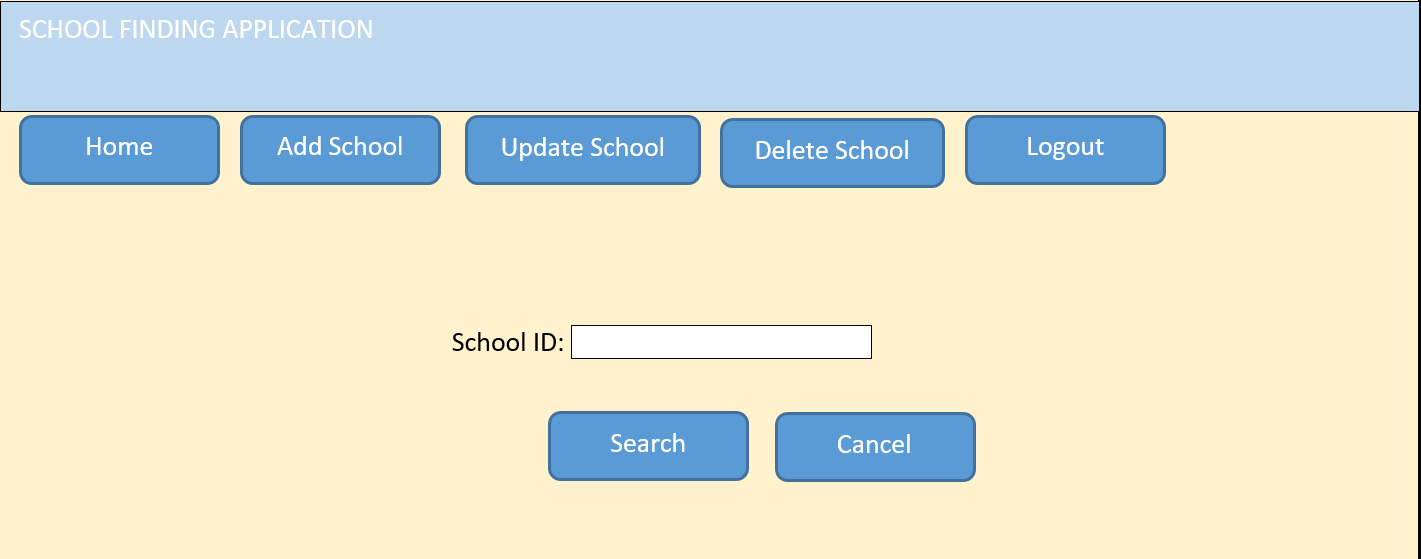 SCHOOL FINDING APPLICATION
Home Add School Update School Delete School Logout
School ID:
Search Cancel